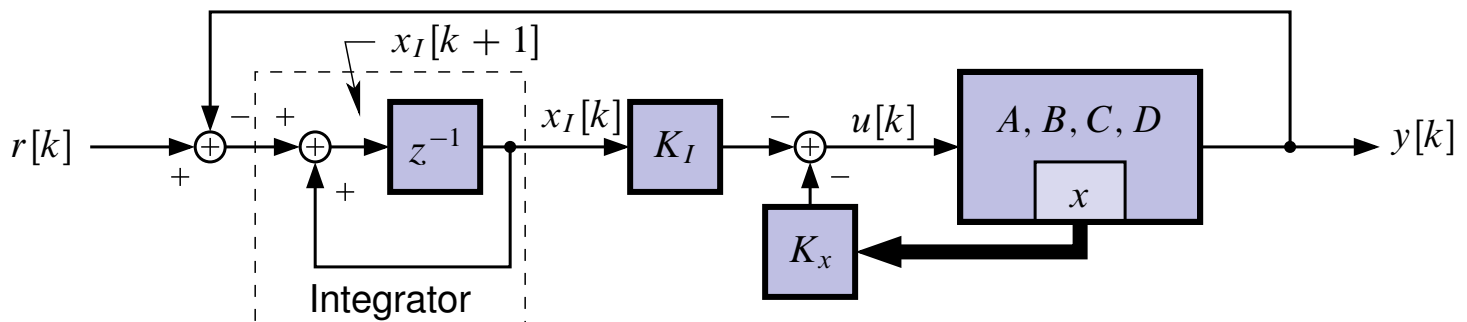 x_I[k + 1]
r[k]
+
−
+
+
+
+
z^{−1}
x_I[k]
K_I
−
+
−
u[k]
A, B, C, D
x
y[k]
K_x
Integrator